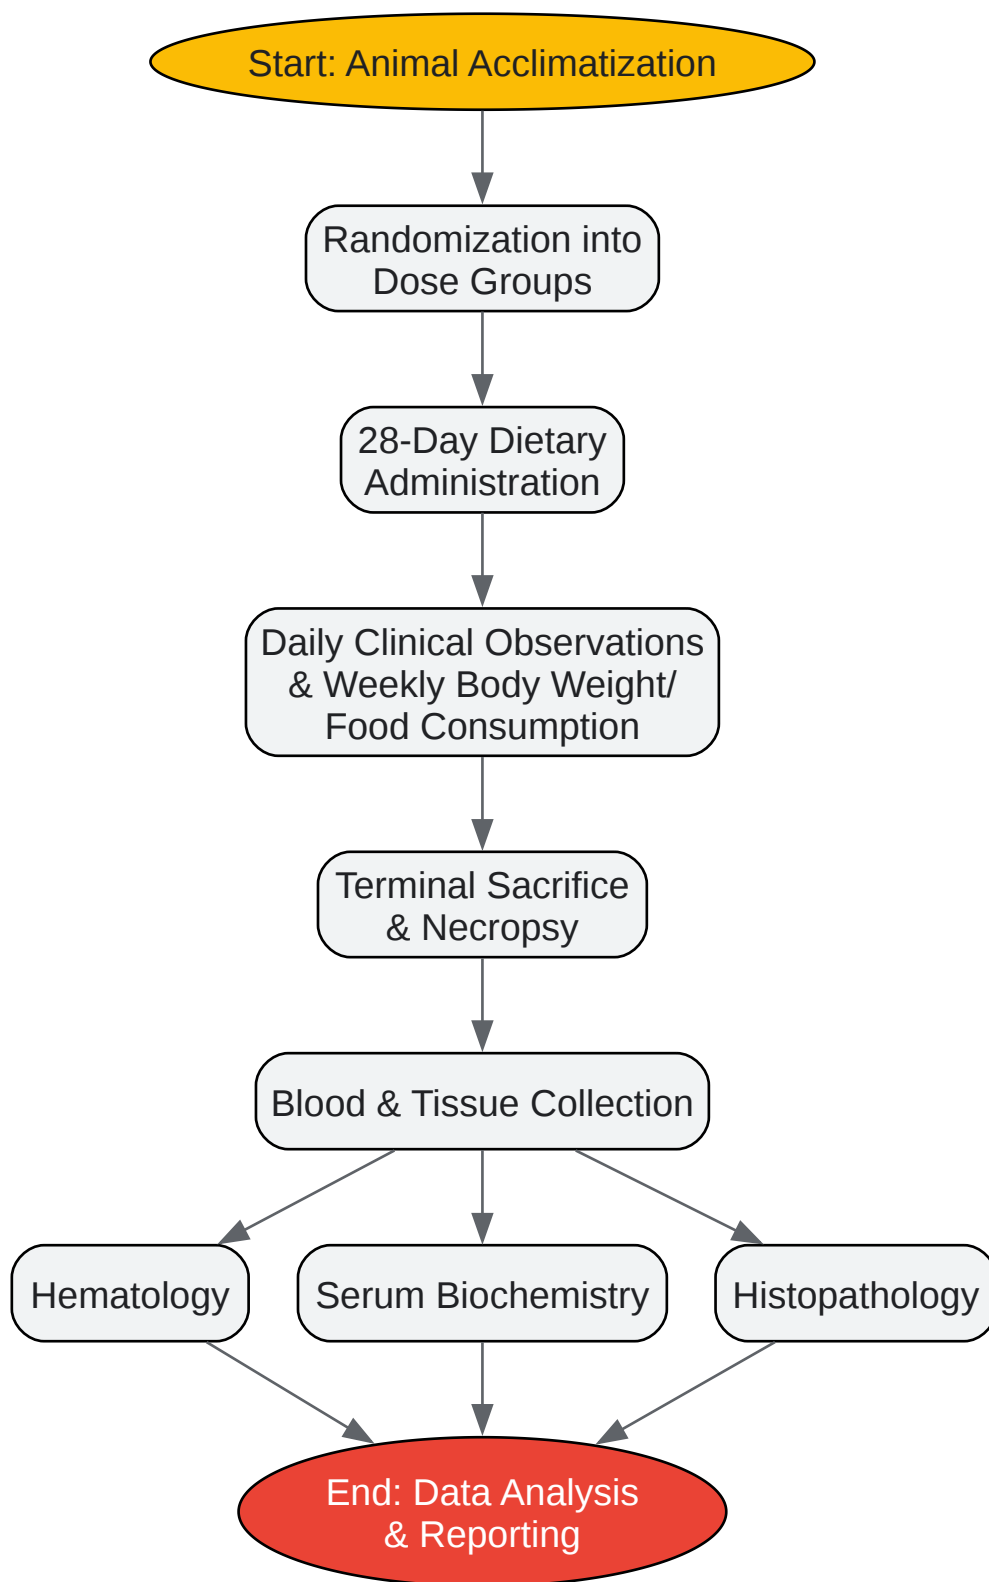 Start: Animal Acclimatization
Randomization into
Dose Groups
28-Day Dietary
Administration
Daily Clinical Observations
& Weekly Body Weight/
Food Consumption
Terminal Sacrifice
& Necropsy
Blood & Tissue Collection
Hematology
Serum Biochemistry
Histopathology
End: Data Analysis
& Reporting